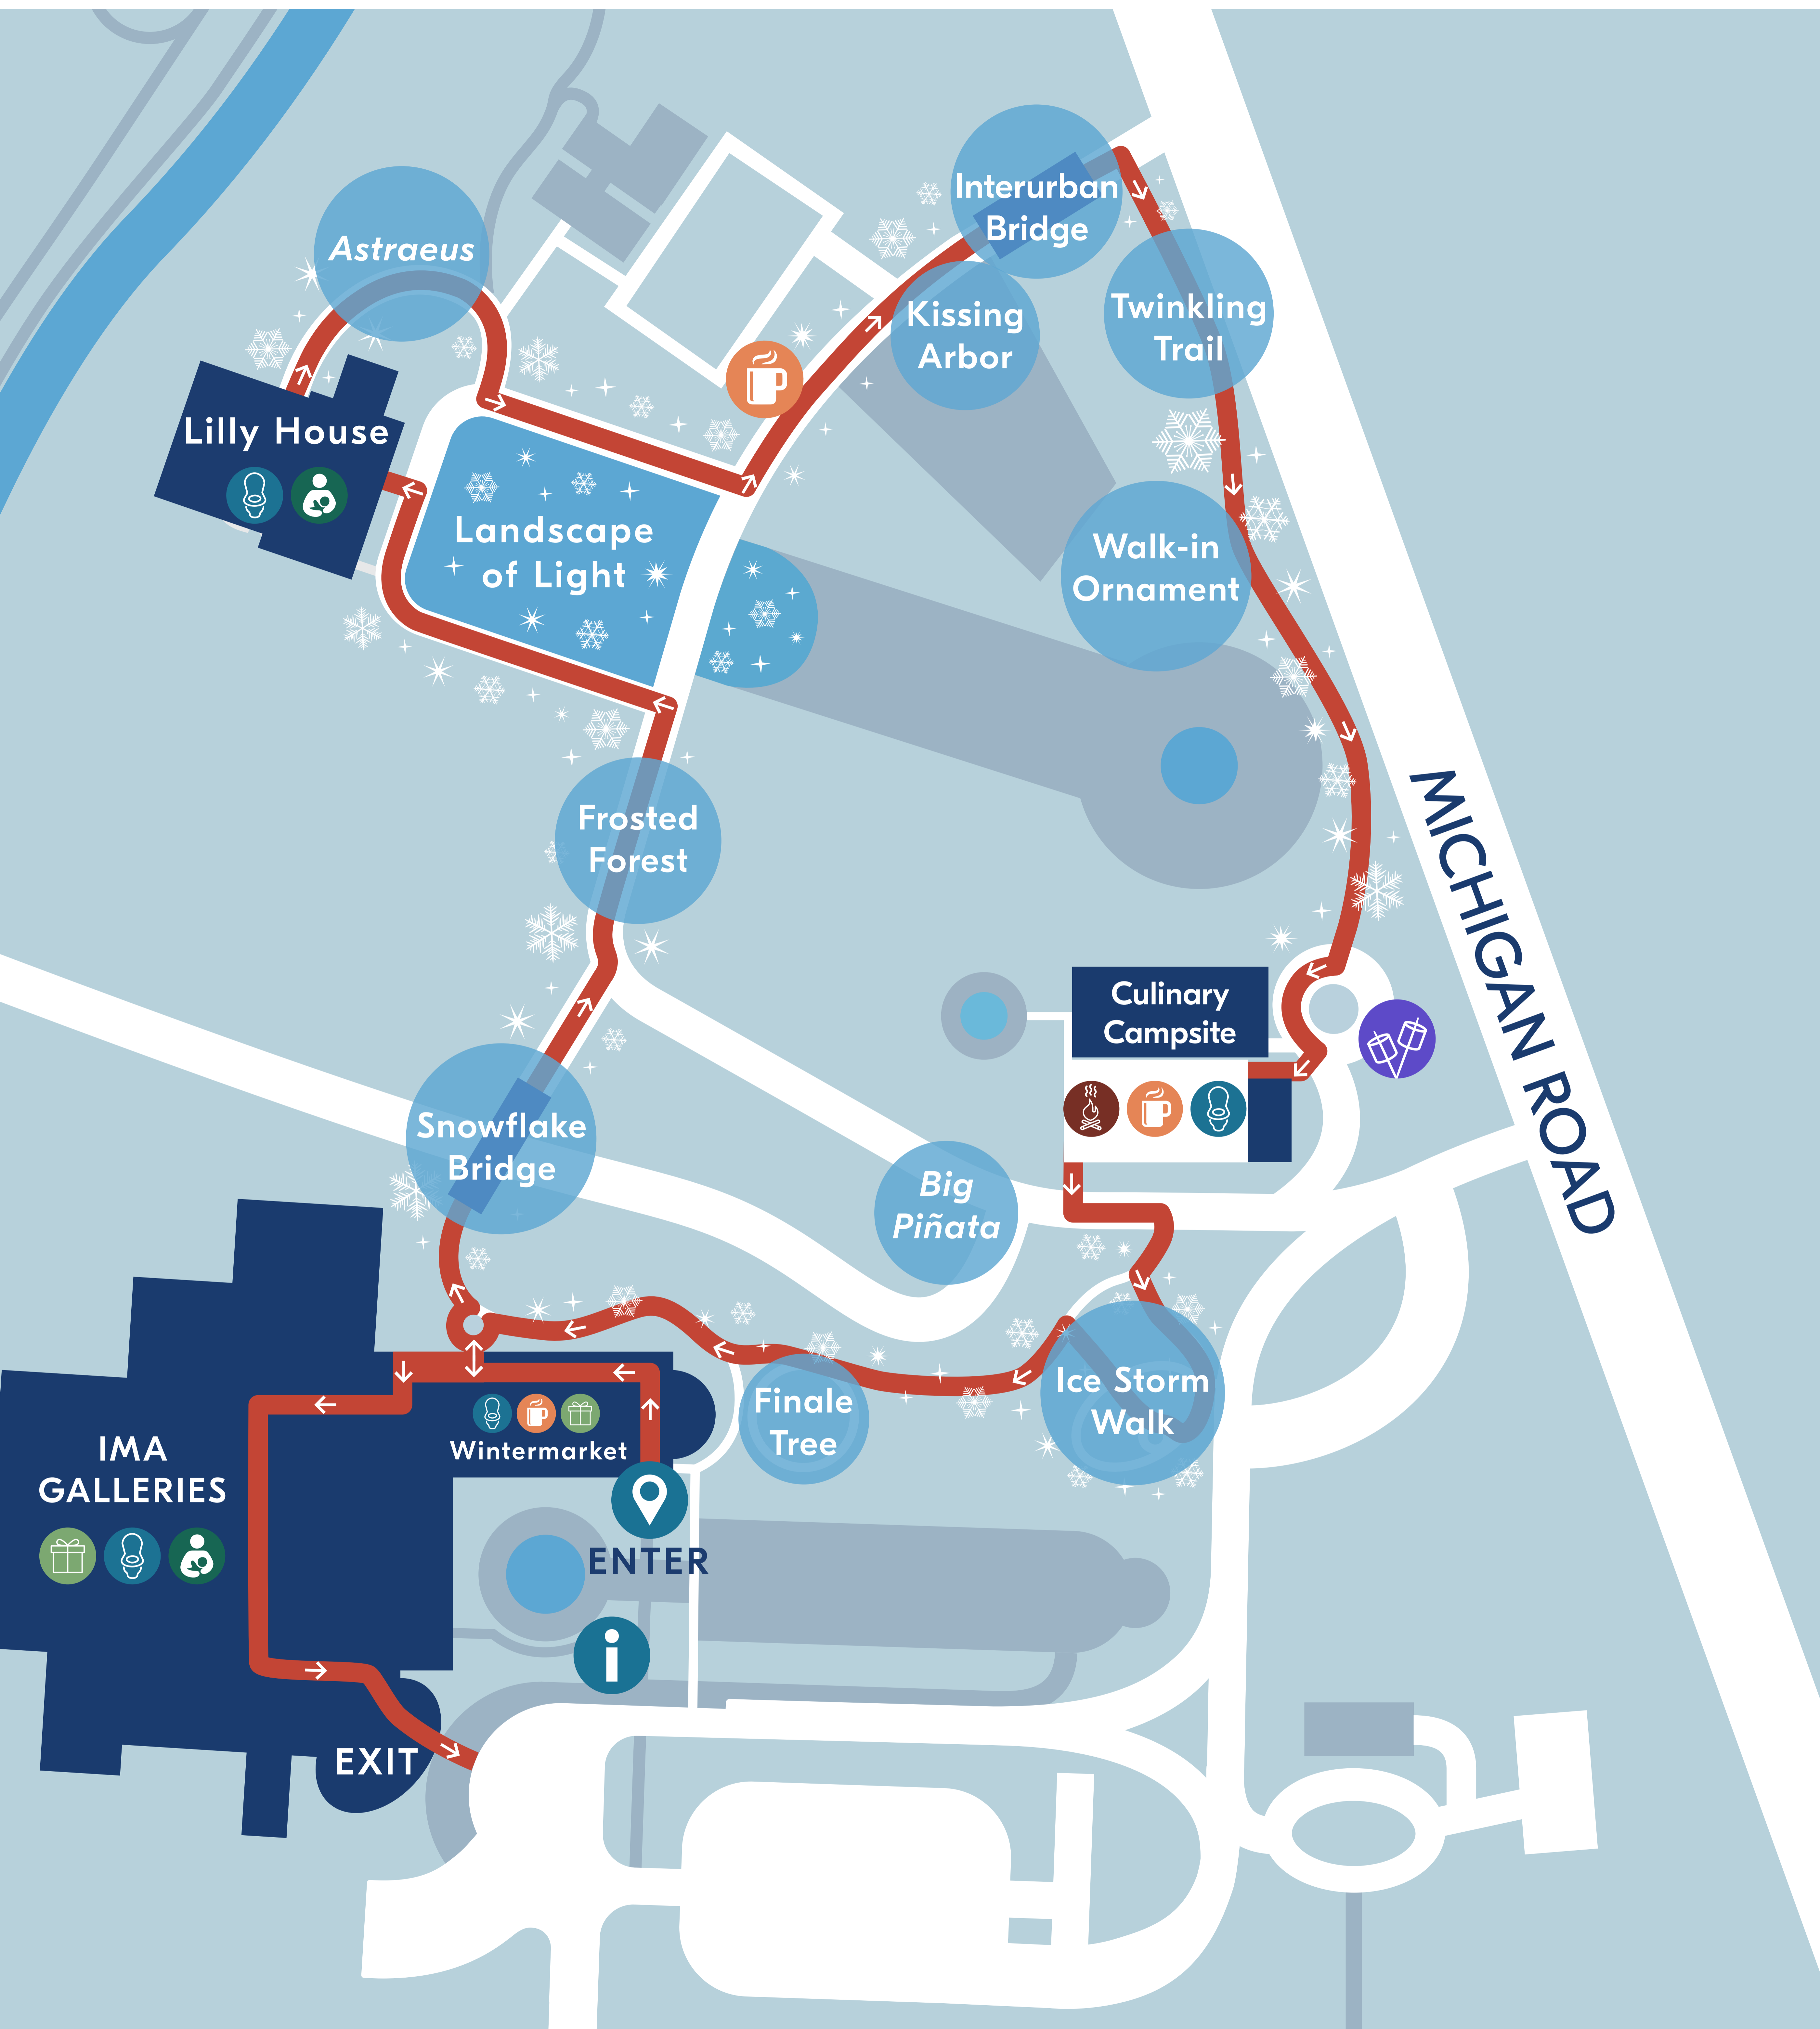 Interurban
Bridge
Astraeus
Kissing
Arbor
Twinkling
Trail
Lilly House
Landscape
of Light
Walk-in
Ornament
Frosted
Forest
MICHIGAN ROAD
Culinary
Campsite
Snowflake
Bridge
Big
Piñata
Ice Storm
Walk
Finale
Tree
Wintermarket
IMA
GALLERIES
ENTER
i
EXIT